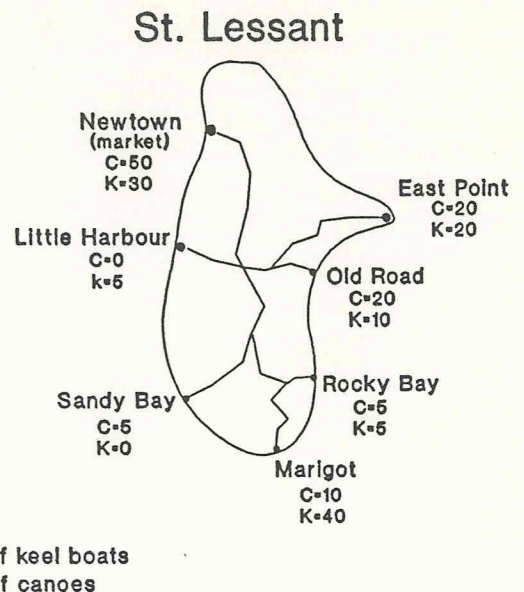 St. Lessant
Newtown
(market)
C=50
K=30
East Point
C=20
K=20
Little Harbour
C=0
k=5
Old Road
C=20
K=10
Sandy Bay
C=5
K=0
Rocky Bay
C=5
K=5
Marigot
C=10
K=40
f keel boats
f canoes